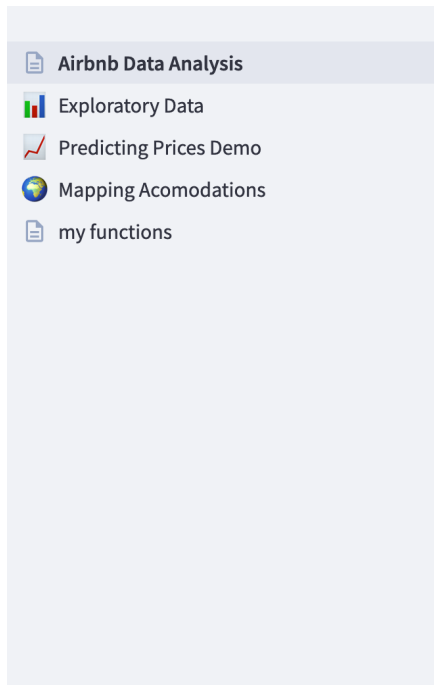 Airbnb Data Analysis
Exploratory Data
Predicting Prices Demo
Mapping Acomodations
my functions